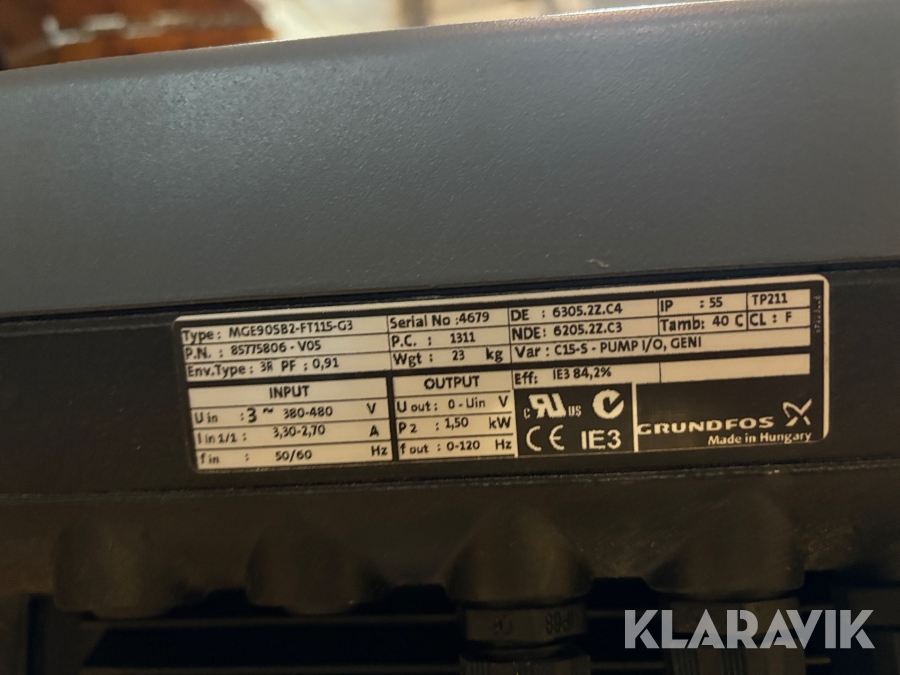 Type : MGE90SB2-FT115-G3
P.N. : 85775806 - V05
Env.Type : 3R PF : 0,91
Serial No :4679
P.C. : 1311
Wgt : 23 kg
DE : 6305.2Z.C4
NDE: 6205.2Z.C3
IP : 55
TP211
Tamb: 40 C
CL : F
Var : C15-S - PUMP I/O, GENI
INPUT
U in : 3 ~ 380-480 V
I in 1/1 : 3,30-2,70 A
f in : 50/60 Hz
OUTPUT
U out : 0 - Uin V
P 2 : 1,50 kW
f out : 0-120 Hz
Eff: IE3 84,2%
c RU US
CE IE3
GRUNDFOS
Made in Hungary
KLARAVIK